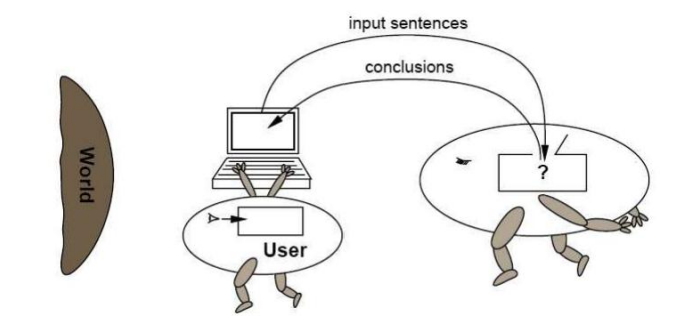 input sentences
conclusions
World
?
User